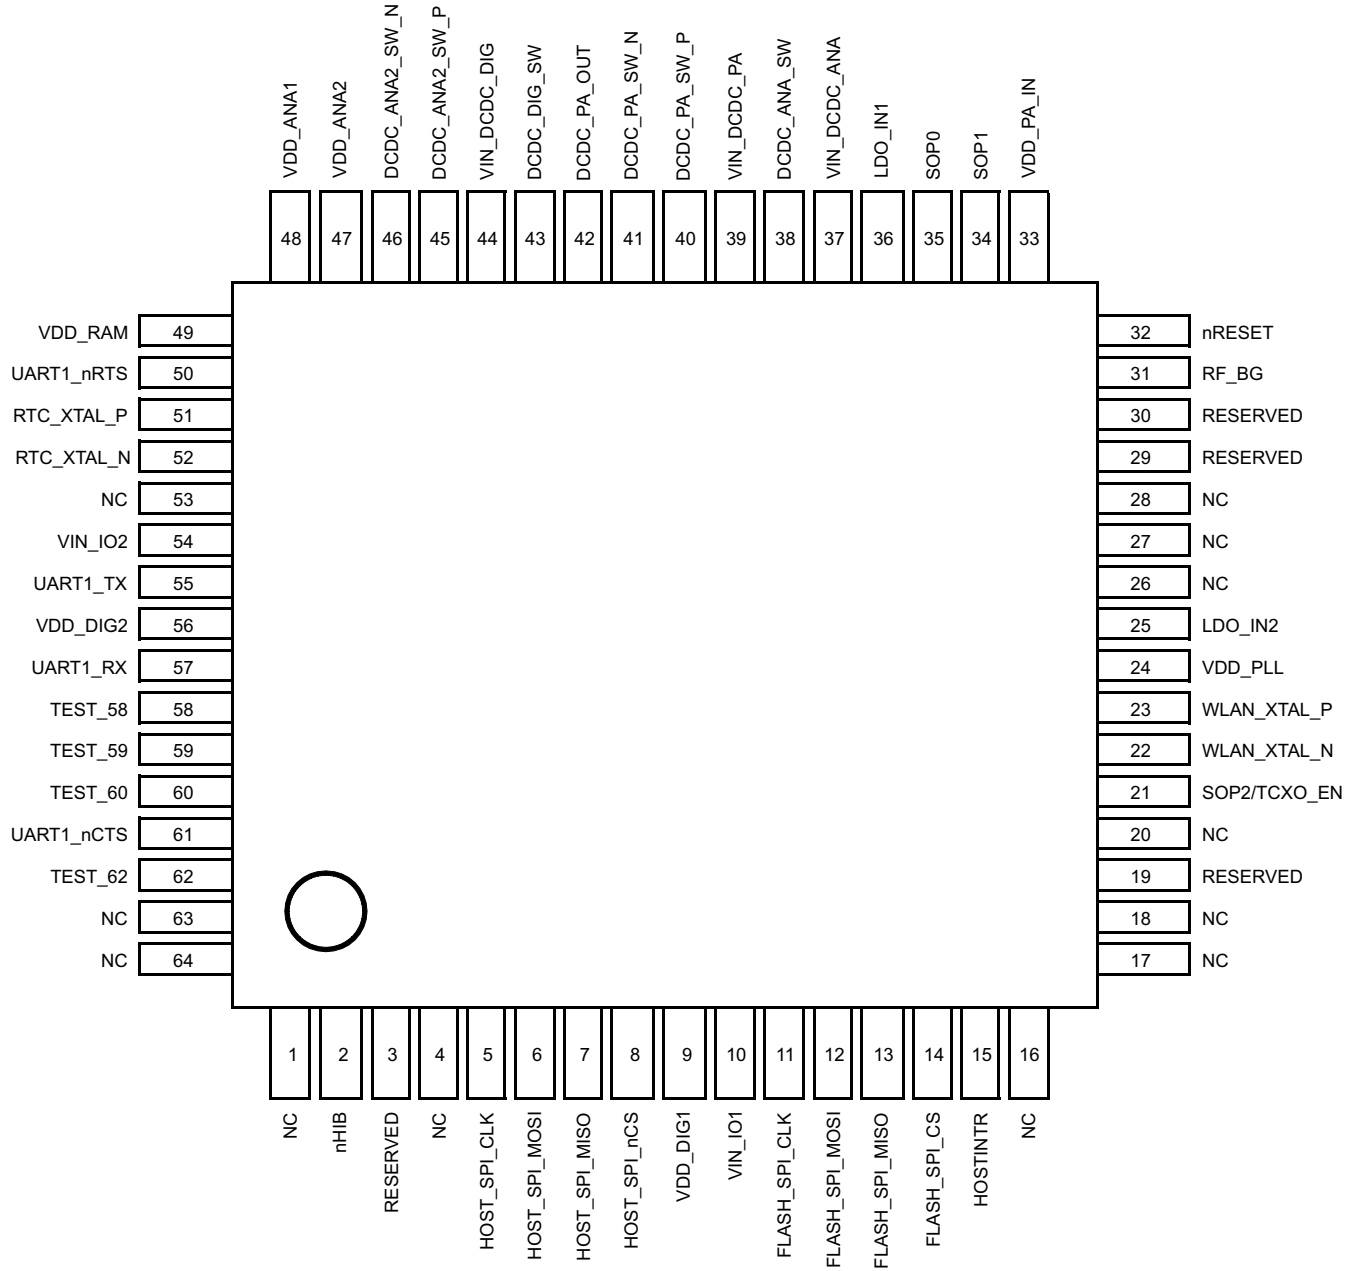 VDD_ANA1
VDD_ANA2
DCDC_ANA2_SW_N
DCDC_ANA2_SW_P
VIN_DCDC_DIG
DCDC_DIG_SW
DCDC_PA_OUT
DCDC_PA_SW_N
DCDC_PA_SW_P
VIN_DCDC_PA
DCDC_ANA_SW
VIN_DCDC_ANA
LDO_IN1
SOP0
SOP1
VDD_PA_IN
48 47 46 45 44 43 42 41 40 39 38 37 36 35 34 33
VDD_RAM 49
UART1_nRTS 50
RTC_XTAL_P 51
RTC_XTAL_N 52
NC 53
VIN_IO2 54
UART1_TX 55
VDD_DIG2 56
UART1_RX 57
TEST_58 58
TEST_59 59
TEST_60 60
UART1_nCTS 61
TEST_62 62
NC 63
NC 64
32 nRESET
31 RF_BG
30 RESERVED
29 RESERVED
28 NC
27 NC
26 NC
25 LDO_IN2
24 VDD_PLL
23 WLAN_XTAL_P
22 WLAN_XTAL_N
21 SOP2/TCXO_EN
20 NC
19 RESERVED
18 NC
17 NC
1 2 3 4 5 6 7 8 9 10 11 12 13 14 15 16
NC
nHIB
RESERVED
NC
HOST_SPI_CLK
HOST_SPI_MOSI
HOST_SPI_MISO
HOST_SPI_nCS
VDD_DIG1
VIN_IO1
FLASH_SPI_CLK
FLASH_SPI_MOSI
FLASH_SPI_MISO
FLASH_SPI_CS
HOSTINTR
NC